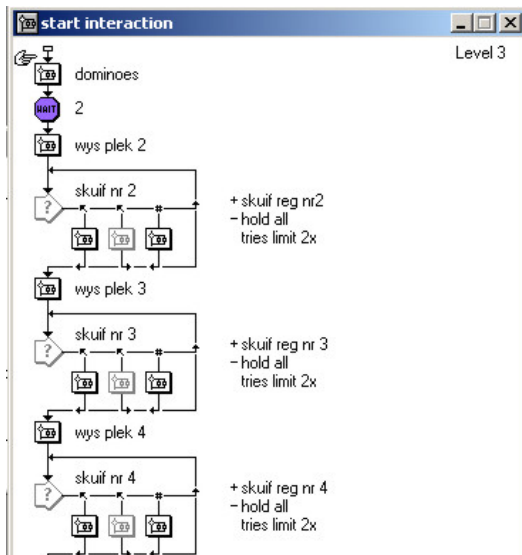 start interaction
Level 3
dominoes
WAIT
2
wys plek 2
skuif nr 2
?
+ skuif reg nr2
– hold all
tries limit 2x
#
wys plek 3
skuif nr 3
?
+ skuif reg nr 3
– hold all
tries limit 2x
#
wys plek 4
skuif nr 4
?
+ skuif reg nr 4
– hold all
tries limit 2x
#